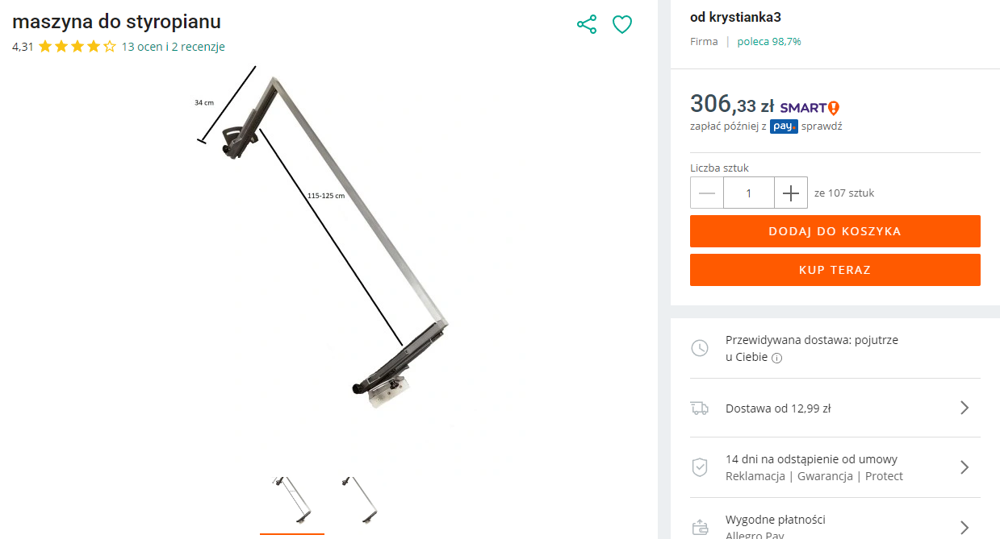 maszyna do styropianu
4,31 13 ocen i 2 recenzje
34 cm
115-125 cm
od krystianka3
Firma | poleca 98,7%
306,33 zł SMART!
zapłać później z pay. sprawdź
Liczba sztuk
1 ze 107 sztuk
DODAJ DO KOSZYKA
KUP TERAZ
Przewidywana dostawa: pojutrze
u Ciebie
Dostawa od 12,99 zł
14 dni na odstąpienie od umowy
Reklamacja | Gwarancja | Protect
Wygodne płatności
Allegro Pay